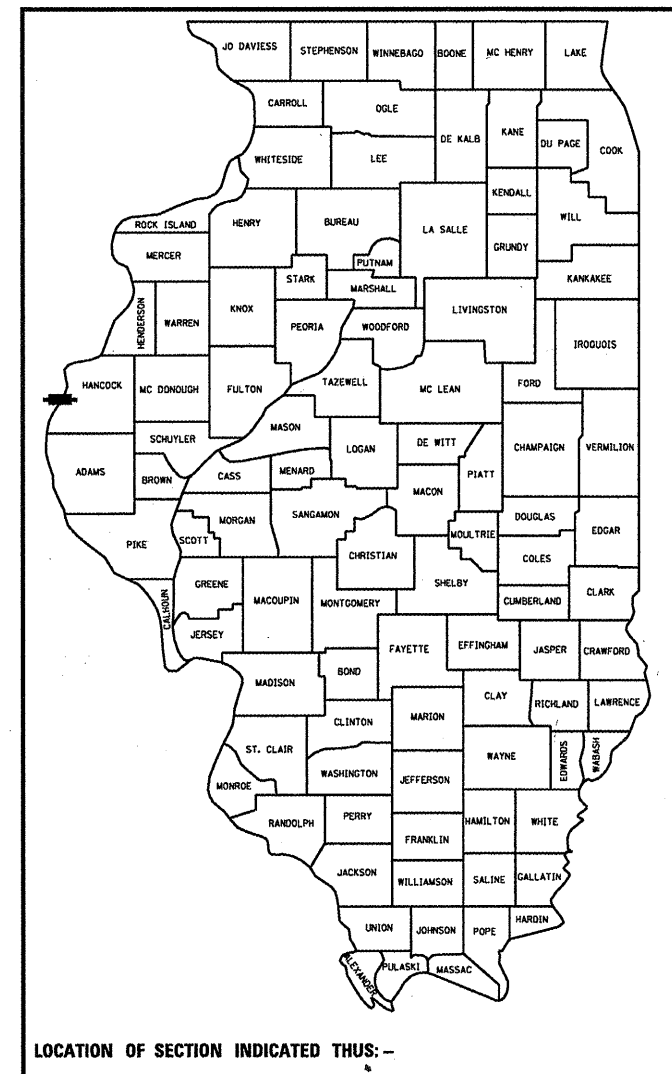 JO DAVIESS STEPHENSON WINNEBAGO BOONE MC HENRY LAKE
CARROLL OGLE DE KALB KANE DU PAGE COOK
WHITESIDE LEE
KENDALL
ROCK ISLAND HENRY BUREAU LA SALLE WILL
MERCER PUTNAM GRUNDY
STARK KANKAKEE
HENDERSON WARREN KNOX MARSHALL LIVINGSTON
PEORIA WOODFORD IROQUOIS
HANCOCK MC DONOUGH FULTON TAZEWELL MC LEAN FORD
MASON
SCHUYLER LOGAN DE WITT CHAMPAIGN VERMILION
ADAMS BROWN CASS MENARD PIATT
MACON
MORGAN SANGAMON DOUGLAS EDGAR
PIKE SCOTT MOULTRIE
CHRISTIAN COLES
GREENE SHELBY
CALHOUN MACOUPIN MONTGOMERY CUMBERLAND CLARK
JERSEY FAYETTE EFFINGHAM JASPER CRAWFORD
BOND
MADISON CLAY
CLINTON MARION RICHLAND LAWRENCE
ST. CLAIR WAYNE EDWARDS WABASH
WASHINGTON JEFFERSON
MONROE
RANDOLPH PERRY HAMILTON WHITE
FRANKLIN
JACKSON WILLIAMSON SALINE GALLATIN
HARDIN
UNION JOHNSON POPE
ALEXANDER PULASKI MASSAC
LOCATION OF SECTION INDICATED THUS: –